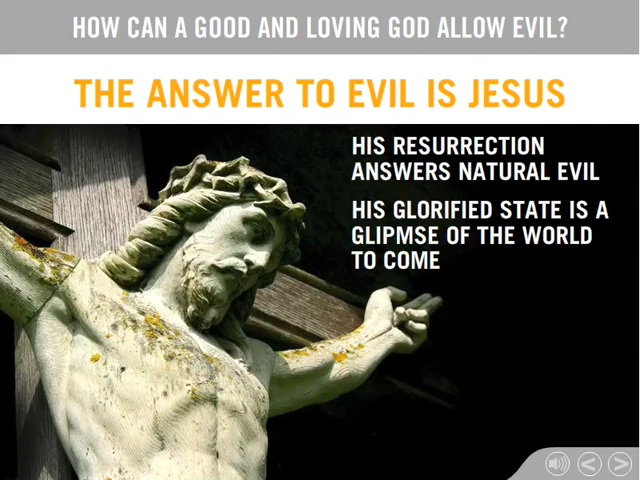 HOW CAN A GOOD AND LOVING GOD ALLOW EVIL?
THE ANSWER TO EVIL IS JESUS
HIS RESURRECTION
ANSWERS NATURAL EVIL
HIS GLORIFIED STATE IS A
GLIPMSE OF THE WORLD
TO COME